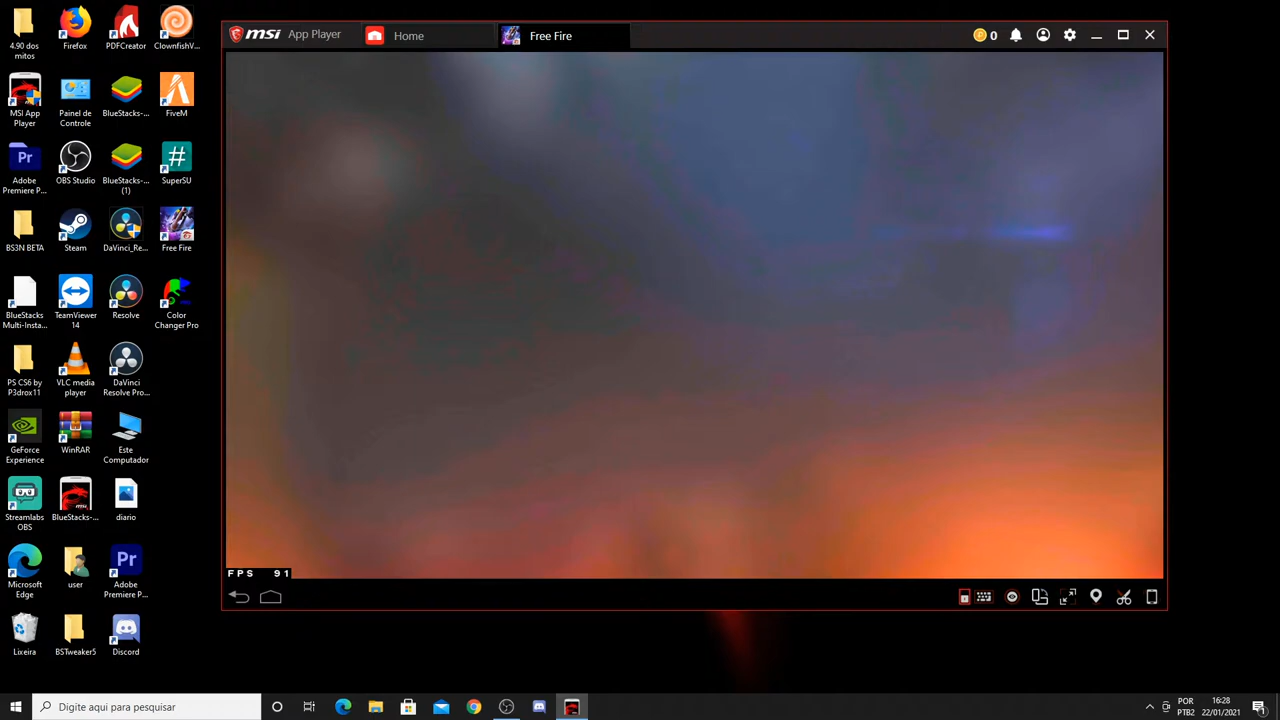 4.90 dos
mitos
Firefox
PDFCreator
ClownfishV...
MSI App
Player
Painel de
Controle
BlueStacks-...
FiveM
Adobe
Premiere P...
OBS Studio
BlueStacks-...
(1)
SuperSU
BS3N BETA
Steam
DaVinci_Re...
Free Fire
BlueStacks
Multi-Insta...
TeamViewer
14
Resolve
Color
Changer Pro
PS CS6 by
P3drox11
VLC media
player
DaVinci
Resolve Pro...
GeForce
Experience
WinRAR
Este
Computador
Streamlabs
OBS
BlueStacks-...
diario
Microsoft
Edge
user
Adobe
Premiere P...
Lixeira
BSTweaker5
Discord
msi App Player
Home
Free Fire
0
FPS 91
Digite aqui para pesquisar
POR
PTB2
16:28
22/01/2021
1